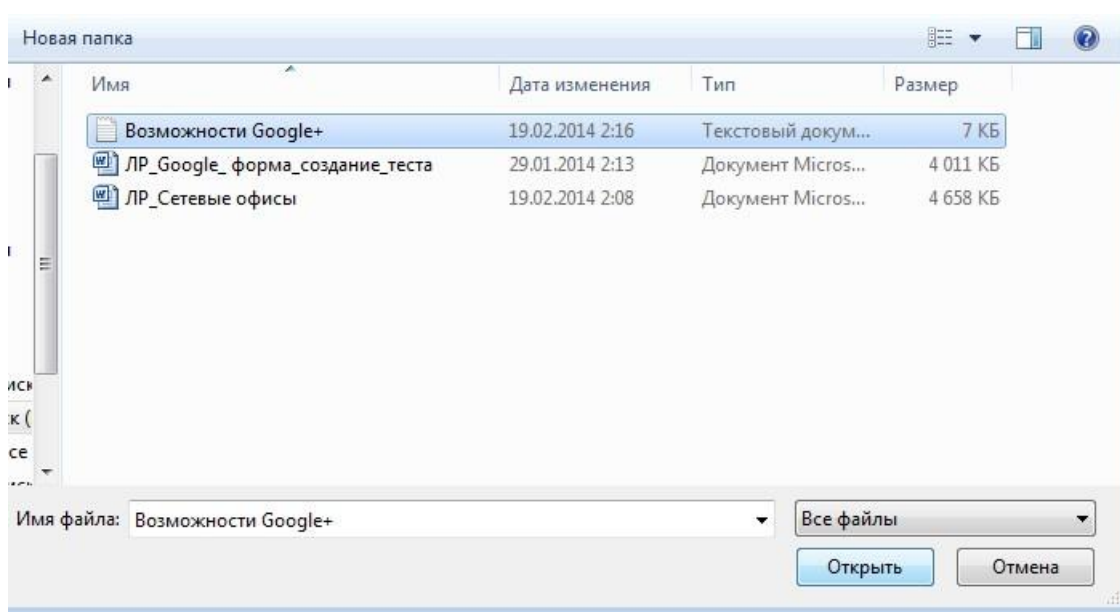 Новая папка
Имя Дата изменения Тип Размер
Возможности Google+ 19.02.2014 2:16 Текстовый докум... 7 КБ
ЛР_Google_ форма_создание_теста 29.01.2014 2:13 Документ Micros... 4 011 КБ
ЛР_Сетевые офисы 19.02.2014 2:08 Документ Micros... 4 658 КБ
иск
к (
се
Имя файла: Возможности Google+ Все файлы
Открыть Отмена